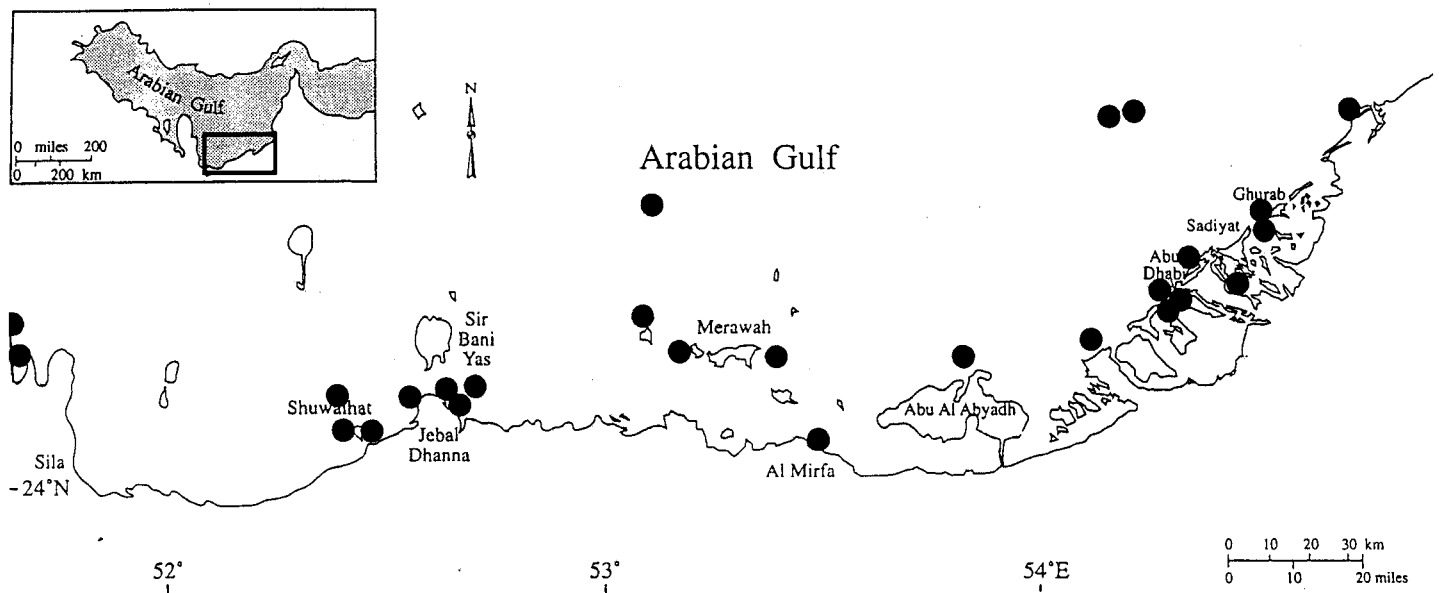 Arabian Gulf
0 miles 200
0 200 km
N
Arabian Gulf
Ghurab
Sadiyat
Abu
Dhabi
Sir
Bani
Yas
Merawah
Shuwaihat
Abu Al Abyadh
Jebal
Dhanna
Sila
Al Mirfa
-24°N
52°
53°
54°E
0 10 20 30 km
0 10 20 miles